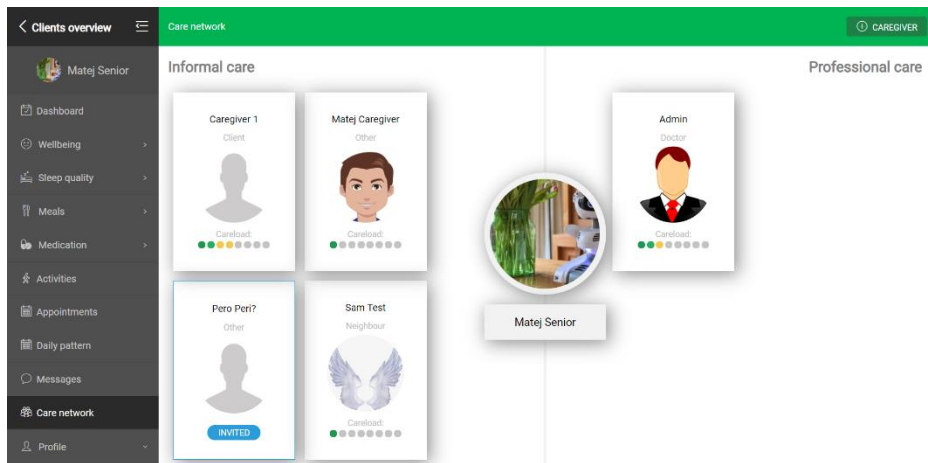 Clients overview
Care network
CAREGIVER
Matej Senior
Dashboard
Wellbeing
Sleep quality
Meals
Medication
Activities
Appointments
Daily pattern
Messages
Care network
Profile
Informal care
Professional care
Caregiver 1
Client
Careload:
Matej Caregiver
Other
Careload:
Admin
Doctor
Careload:
Matej Senior
Pero Peri?
Other
INVITED
Sam Test
Neighbour
Careload: